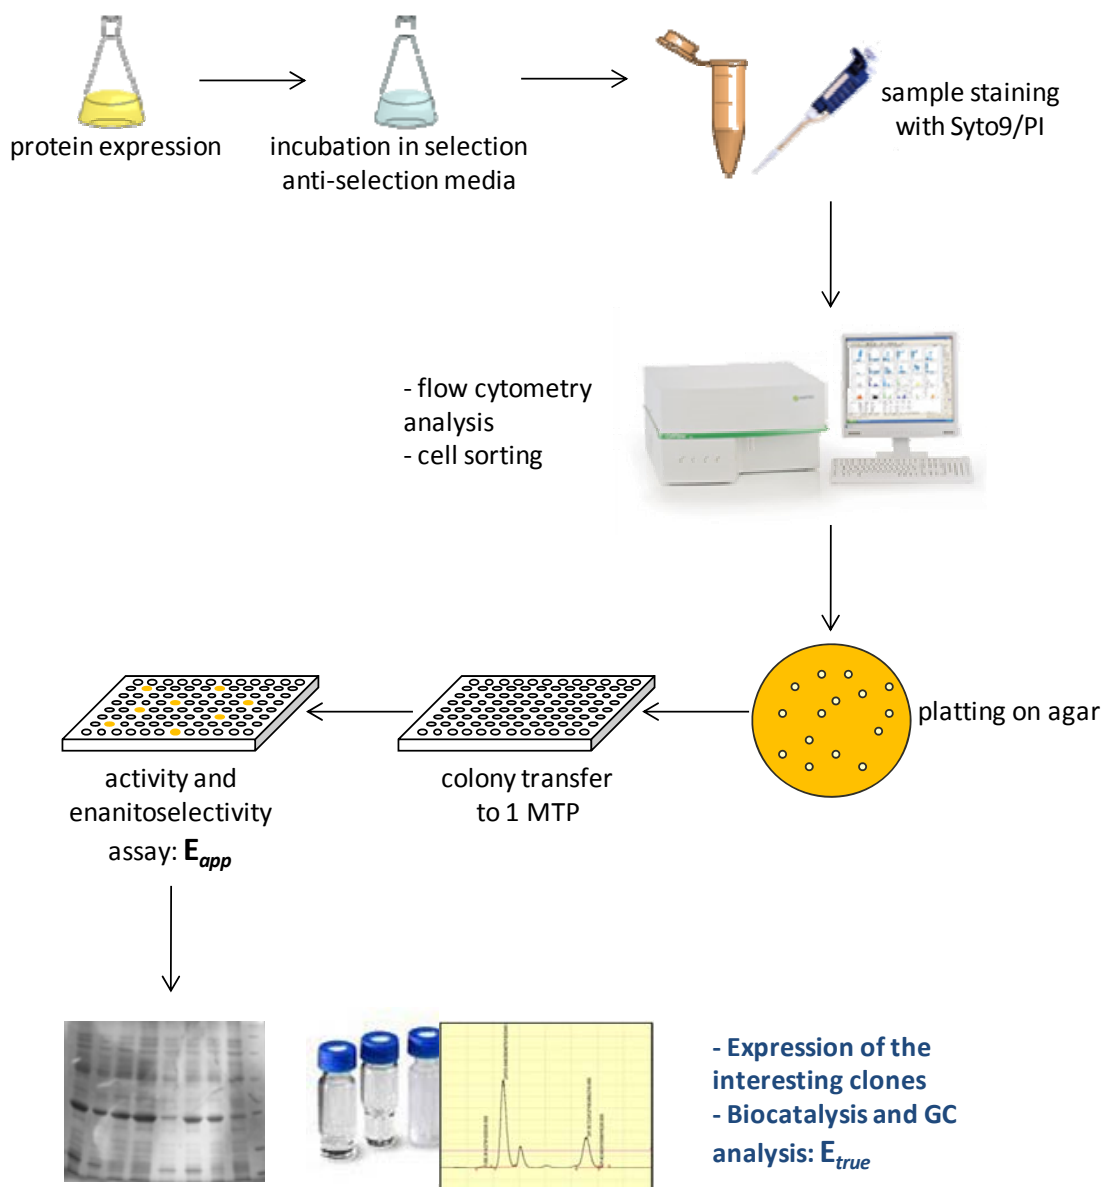 protein expression
incubation in selection
anti-selection media
sample staining
with Syto9/PI
- flow cytometry
analysis
- cell sorting
platting on agar
colony transfer
to 1 MTP
activity and
enanitoselectivity
assay: Eapp
- Expression of the
interesting clones
- Biocatalysis and GC
analysis: Etrue